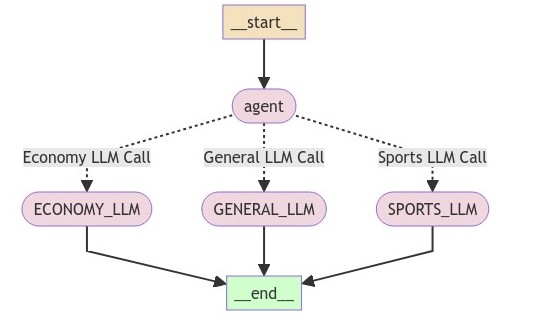 __start__
agent
Economy LLM Call
General LLM Call
Sports LLM Call
ECONOMY_LLM
GENERAL_LLM
SPORTS_LLM
__end__